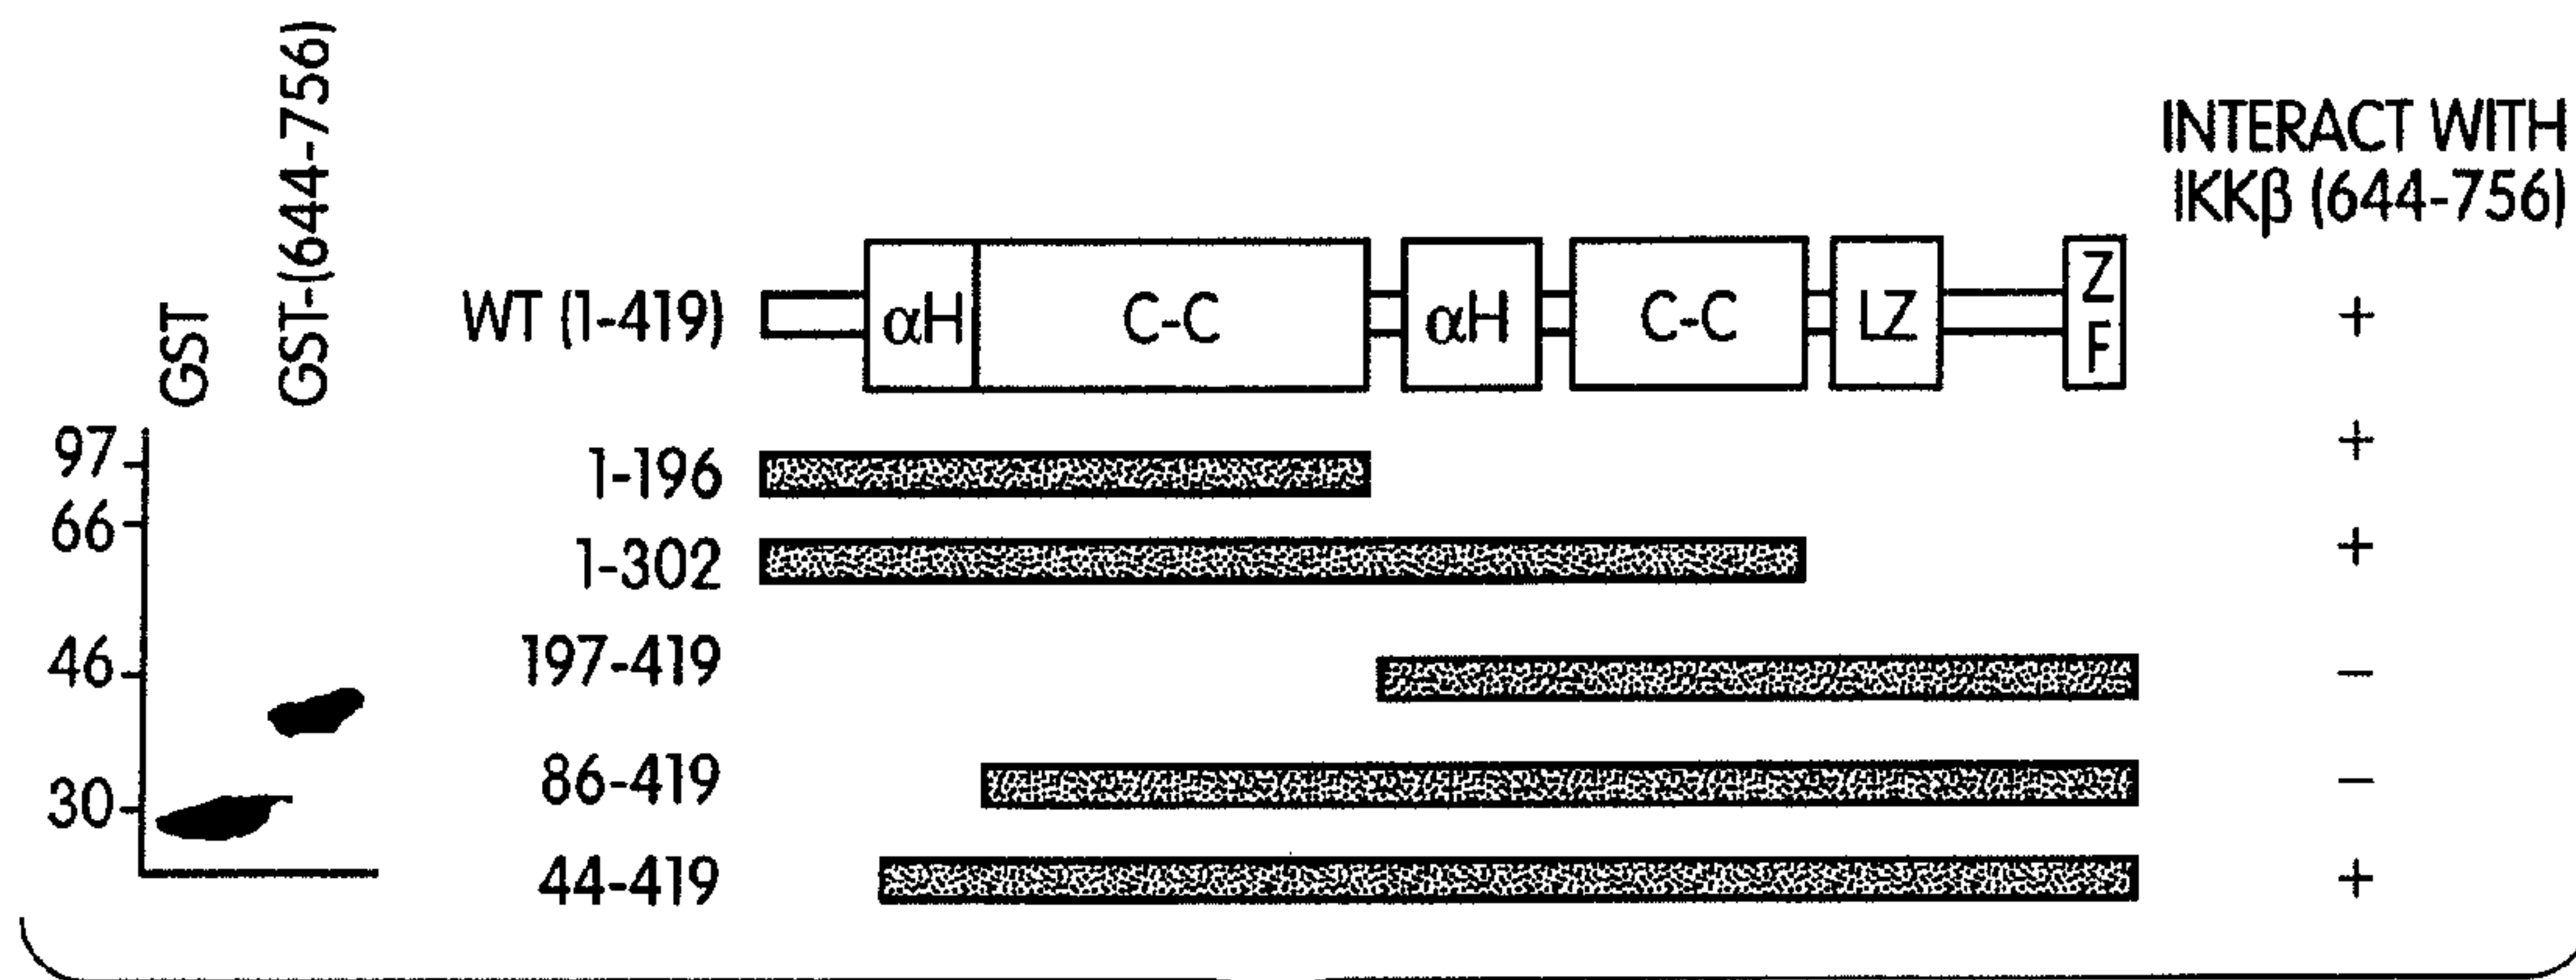 GST
GST-(644-756)
97
66
46
30
INTERACT WITH
IKKβ (644-756)
WT (1-419) αH C-C αH C-C LZ Z F +
1-196 +
1-302 +
197-419 −
86-419 −
44-419 +